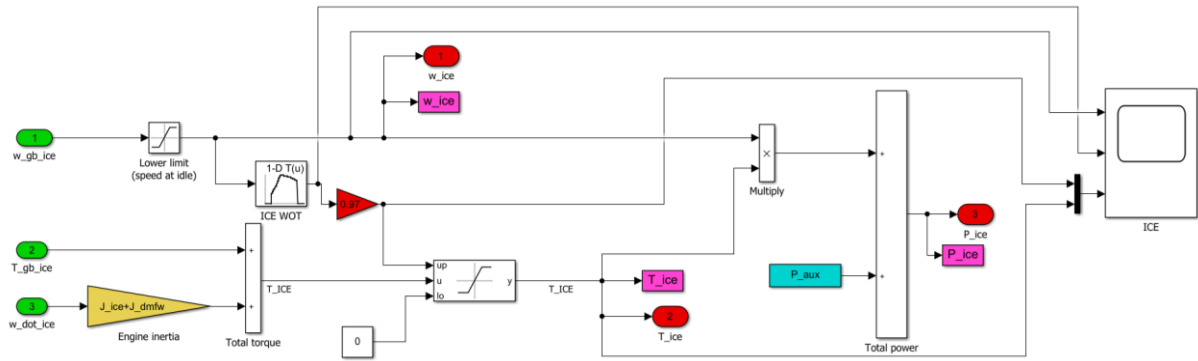 1
w_ice
w_ice
1
w_gb_ice
Lower limit
(speed at idle)
1-D T(u)
ICE WOT
0.97
×
Multiply
+
+
Total power
3
P_ice
P_ice
ICE
2
T_gb_ice
3
w_dot_ice
J_ice+J_dmfw
Engine inertia
+
+
Total torque
T_ICE
up
u
lo
y
0
T_ICE
T_ice
2
T_ice
P_aux